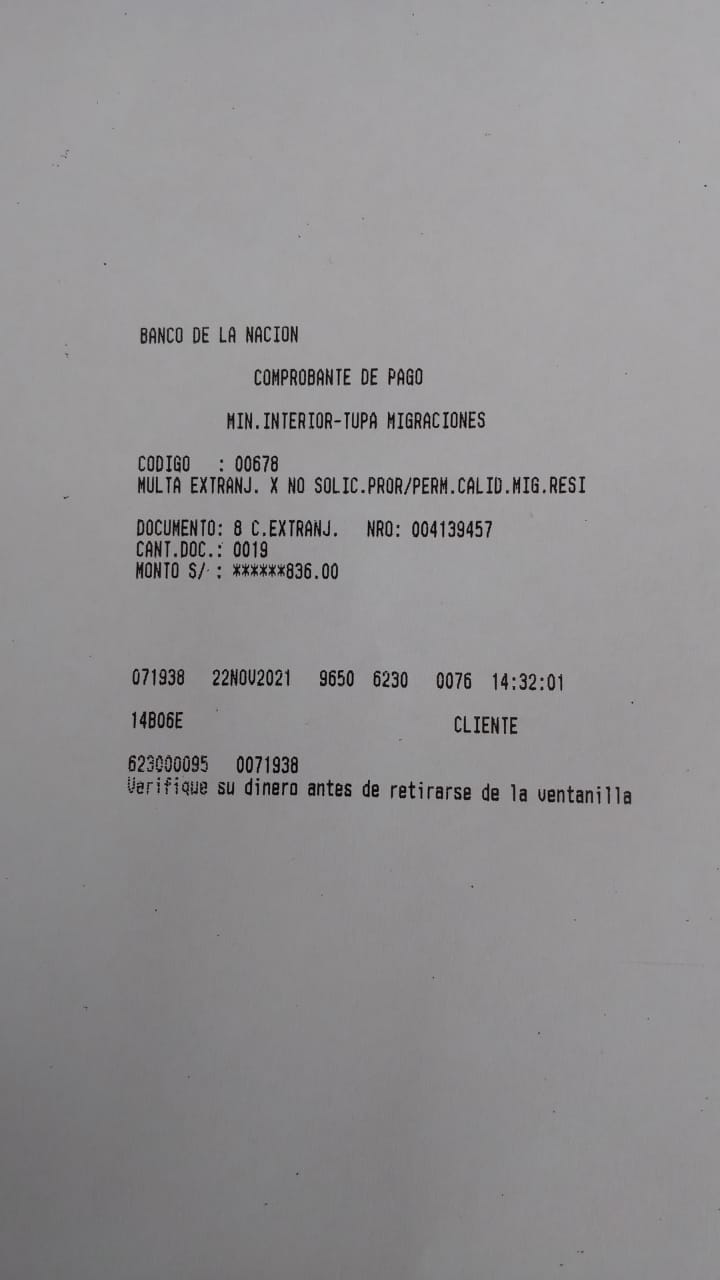 BANCO DE LA NACION
COMPROBANTE DE PAGO
MIN.INTERIOR-TUPA MIGRACIONES
CODIGO : 00678
MULTA EXTRANJ. X NO SOLIC.PROR/PERM.CALID.MIG.RESI
DOCUMENTO: 8 C.EXTRANJ. NRO: 004139457
CANT.DOC.: 0019
MONTO S/ : ******836.00
071938 22NOV2021 9650 6230 0076 14:32:01
14B06E CLIENTE
623000095 0071938
Verifique su dinero antes de retirarse de la ventanilla